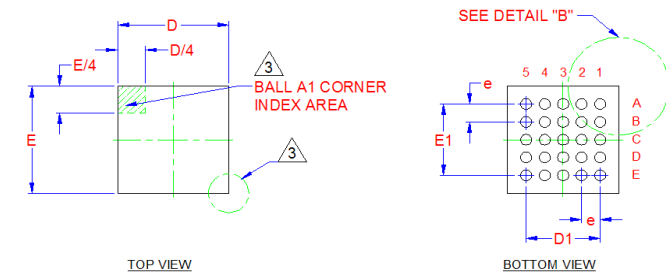 SEE DETAIL "B"
D
D/4
E/4
3
BALL A1 CORNER
INDEX AREA
E
3
TOP VIEW
5 4 3 2 1
e
A
B
E1
C
D
E
e
D1
BOTTOM VIEW